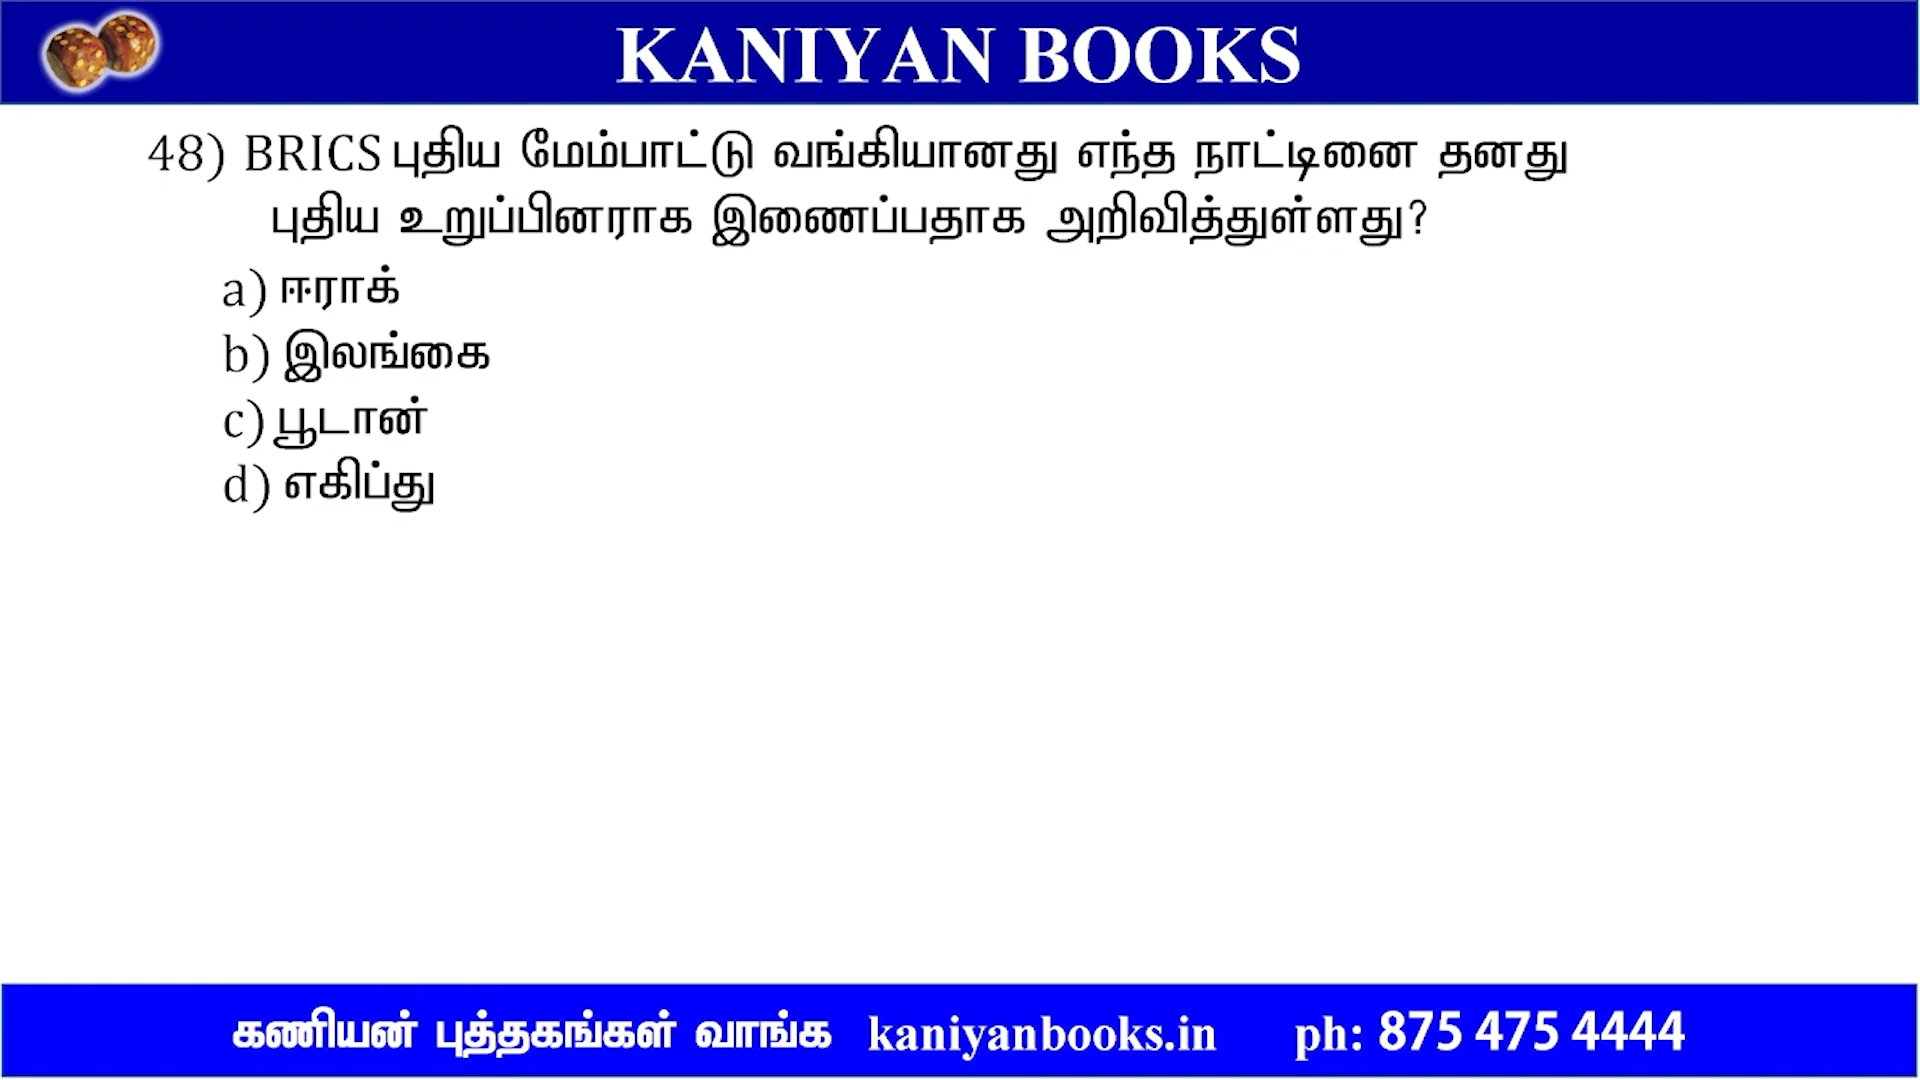 KANIYAN BOOKS
48) BRICS புதிய மேம்பாட்டு வங்கியானது எந்த நாட்டினை தனது
புதிய உறுப்பினராக இணைப்பதாக அறிவித்துள்ளது?
a) ஈராக்
b) இலங்கை
c) பூடான்
d) எகிப்து
கணியன் புத்தகங்கள் வாங்க kaniyanbooks.in ph: 875 475 4444